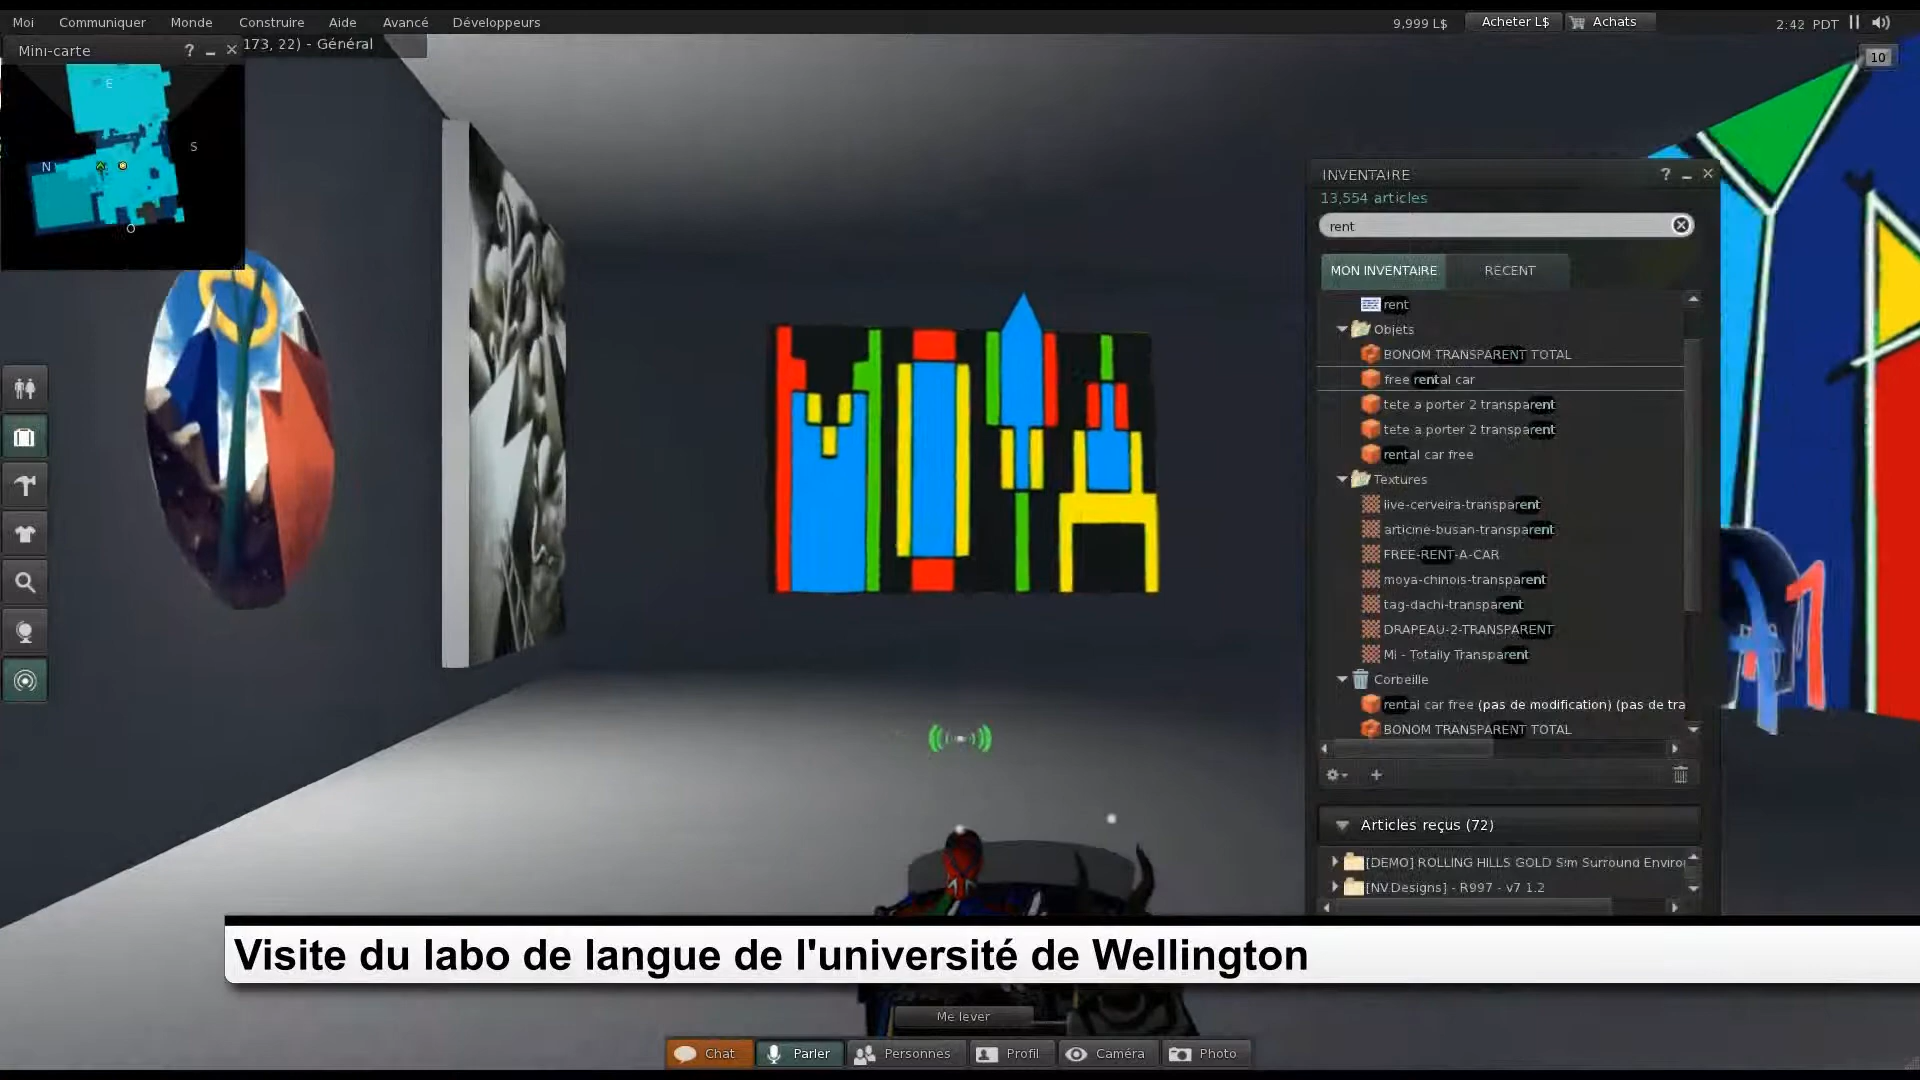 Moi Communiquer Monde Construire Aide Avancé Développeurs
9,999 L$ Acheter L$ Achats 2:42 PDT
Mini-carte ? 173, 22) - Général
10
E
S
N
O
INVENTAIRE ?
13,554 articles
rent
MON INVENTAIRE RÉCENT
rent
Objets
BONOM TRANSPARENT TOTAL
free rental car
tete a porter 2 transparent
tete a porter 2 transparent
rental car free
Textures
live-cerveira-transparent
articine-busan-transparent
FREE-RENT-A-CAR
moya-chinois-transparent
tag-dachi-transparent
DRAPEAU-2-TRANSPARENT
Mi - Totally Transparent
Corbeille
rental car free (pas de modification) (pas de tra
BONOM TRANSPARENT TOTAL
Articles reçus (72)
[DEMO] ROLLING HILLS GOLD Sim Surround Enviro
[NV.Designs] - R997 - v7 1.2
Visite du labo de langue de l'université de Wellington
Me lever
Chat Parler Personnes Profil Caméra Photo